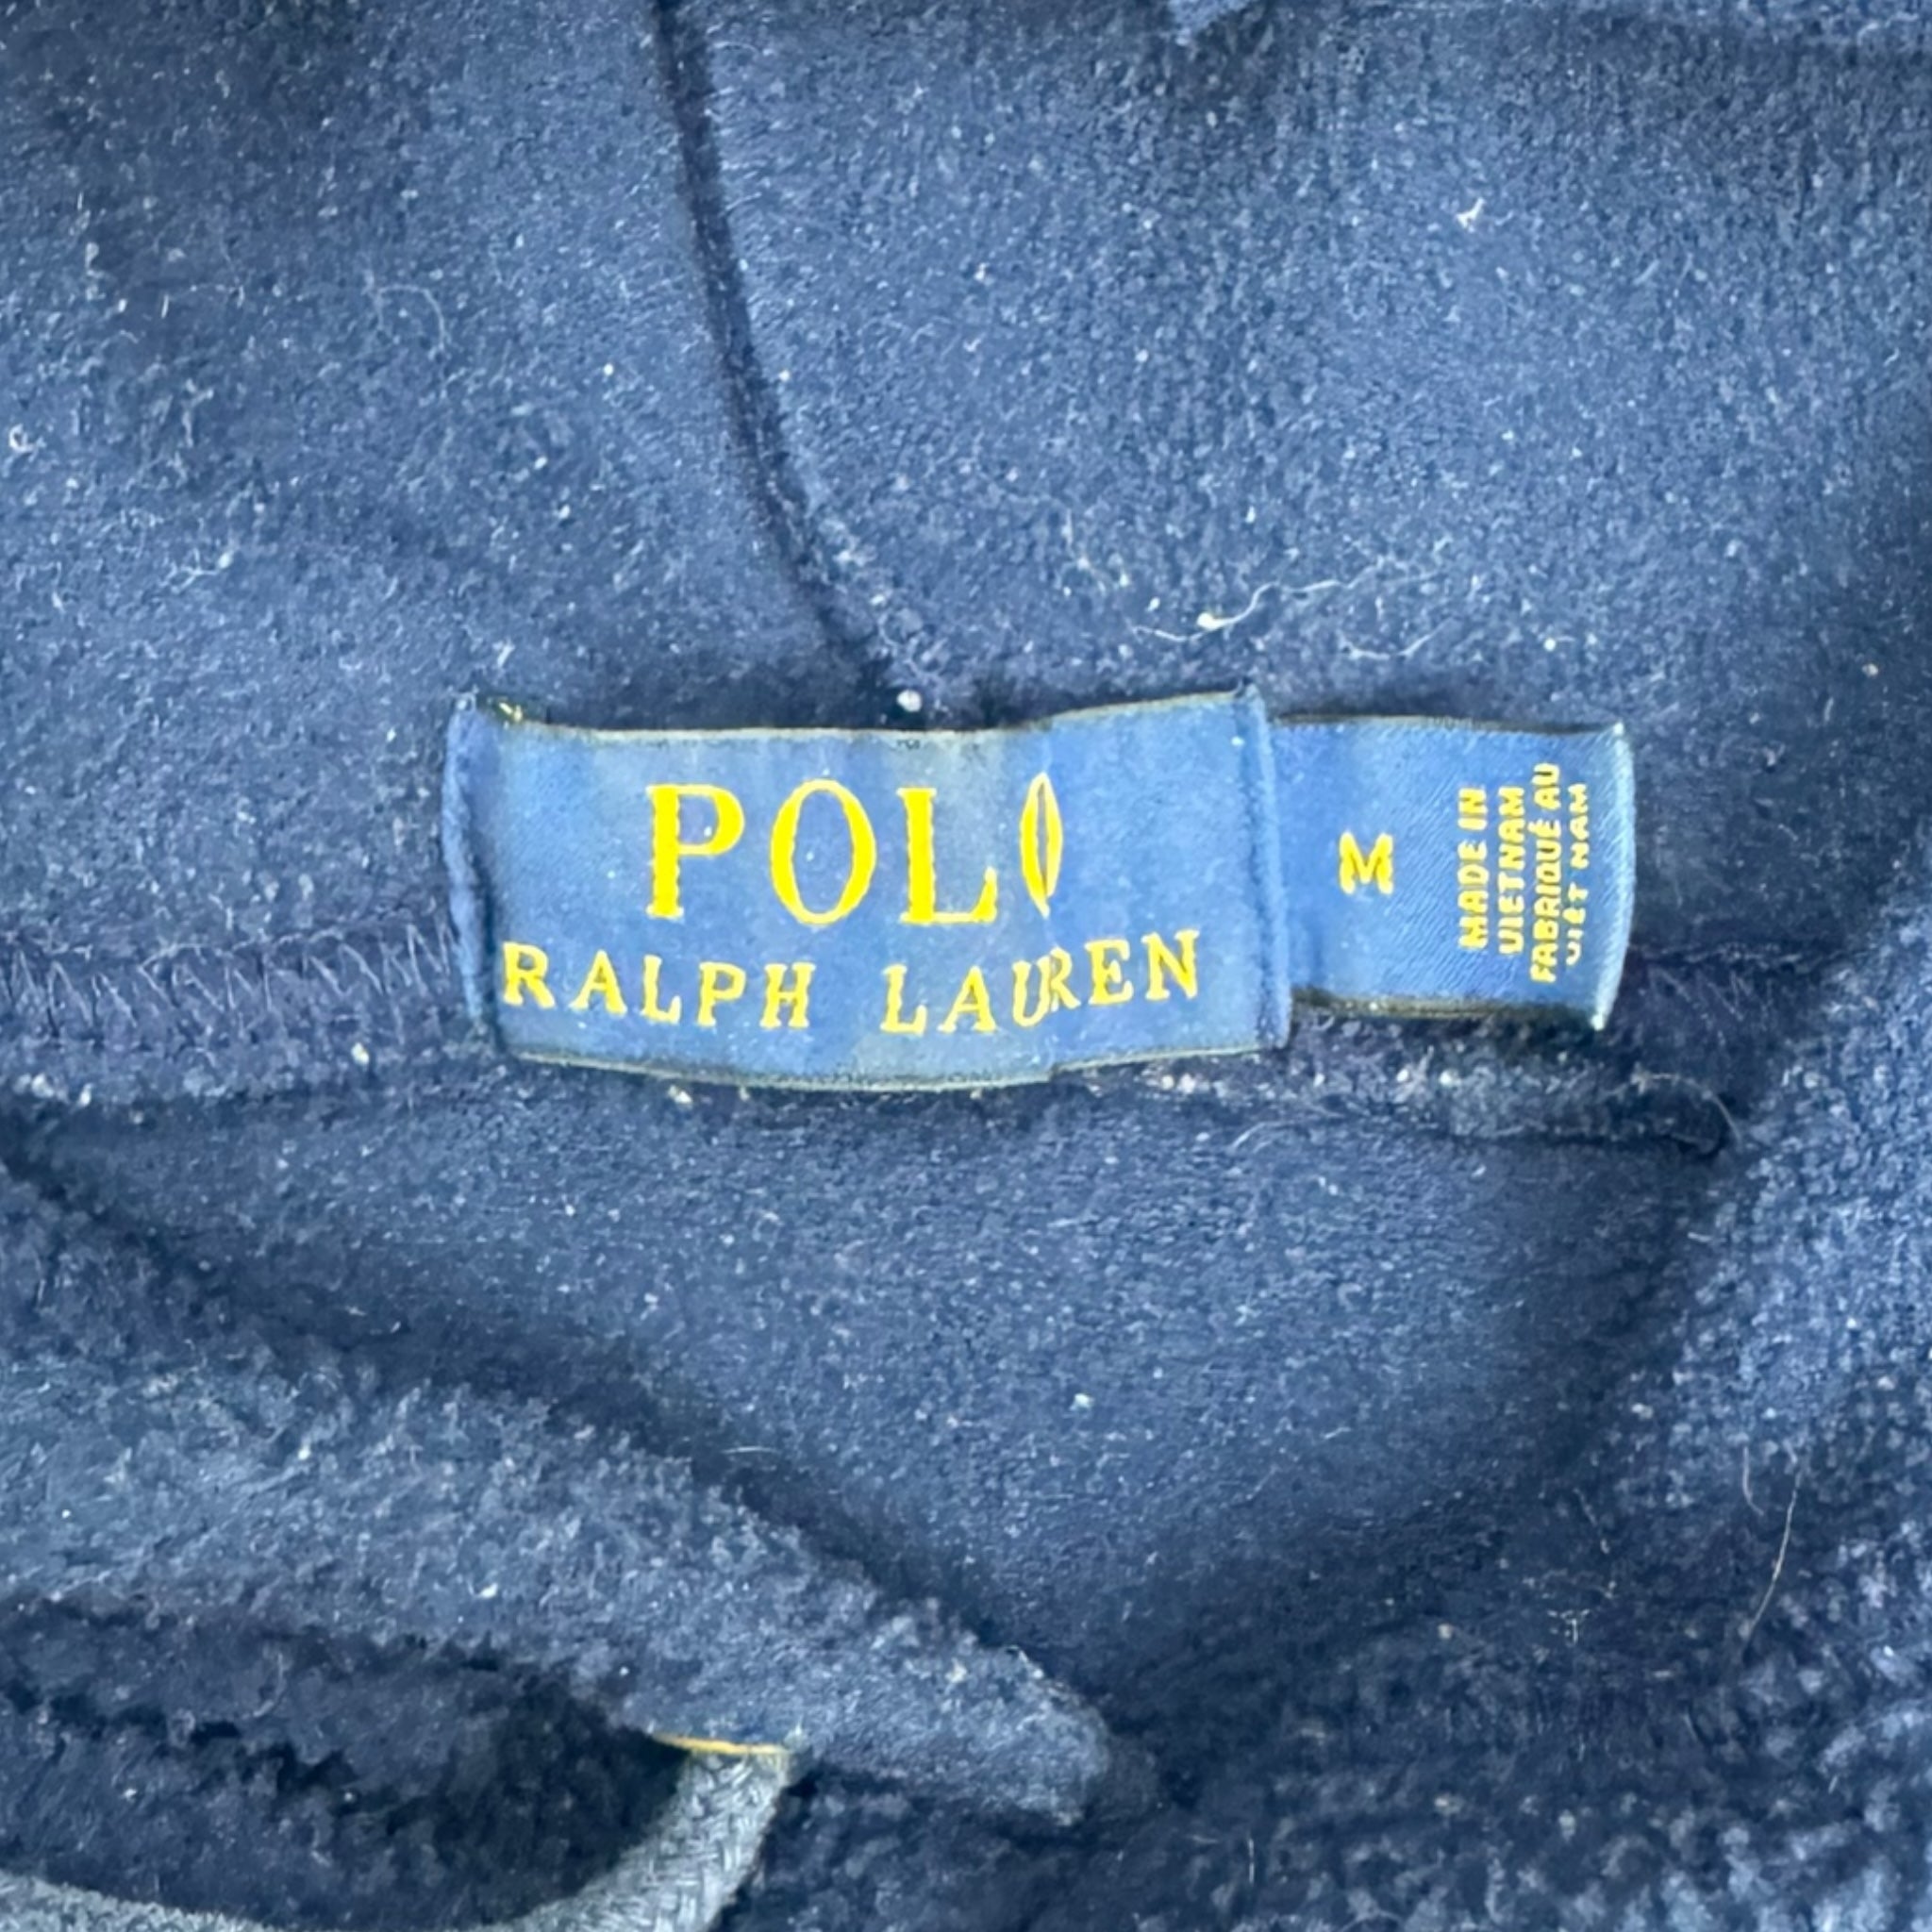 POLO
RALPH LAUREN
M
MADE IN
VIETNAM
FABRIQUÉ AU
VIÊT NAM